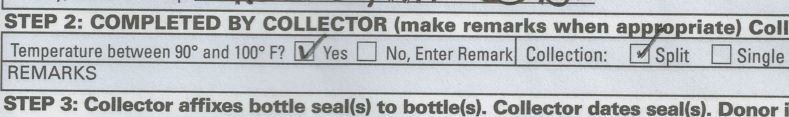 STEP 2: COMPLETED BY COLLECTOR (make remarks when appropriate) Coll
Temperature between 90° and 100° F? Yes No, Enter Remark Collection: Split Single
REMARKS
STEP 3: Collector affixes bottle seal(s) to bottle(s). Collector dates seal(s). Donor i